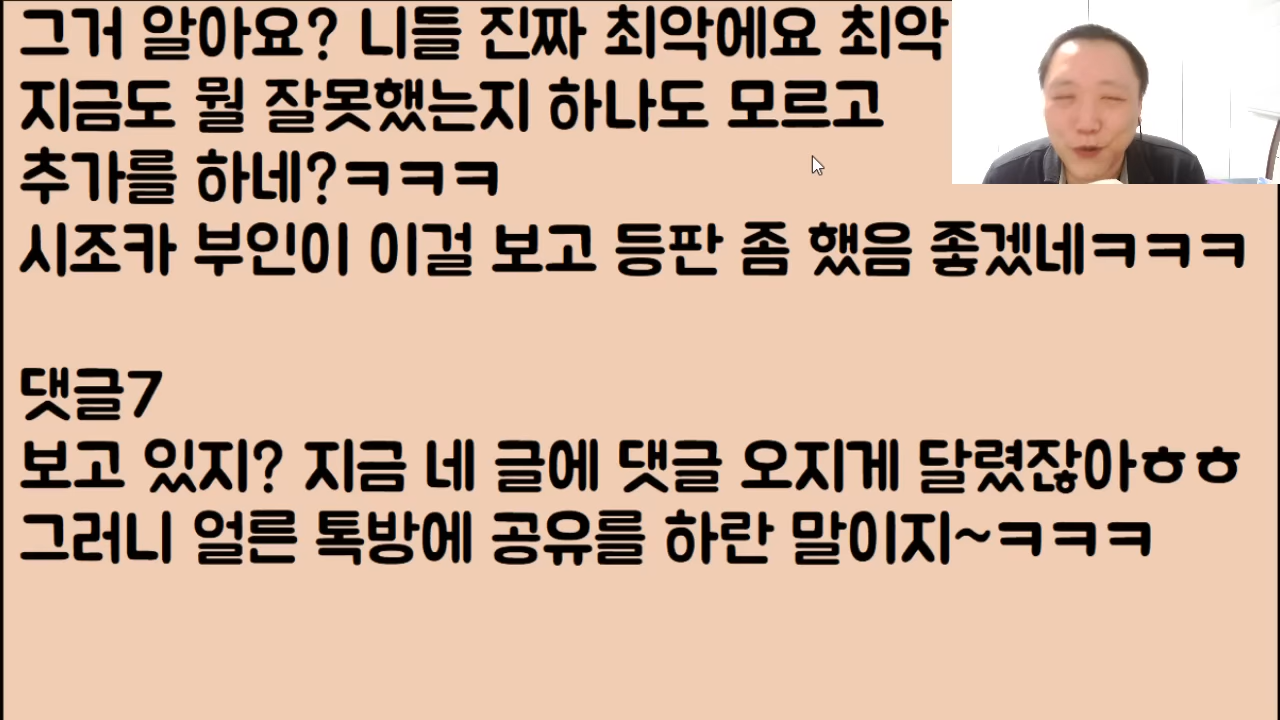 그거 알아요? 니들 진짜 최악에요 최악
지금도 뭘 잘못했는지 하나도 모르고
추가를 하네?ㅋㅋㅋ
시조카 부인이 이걸 보고 등판 좀 했음 좋겠네ㅋㅋㅋ
댓글7
보고 있지? 지금 네 글에 댓글 오지게 달렸잖아ㅎㅎ
그러니 얼른 톡방에 공유를 하란 말이지~ㅋㅋㅋ